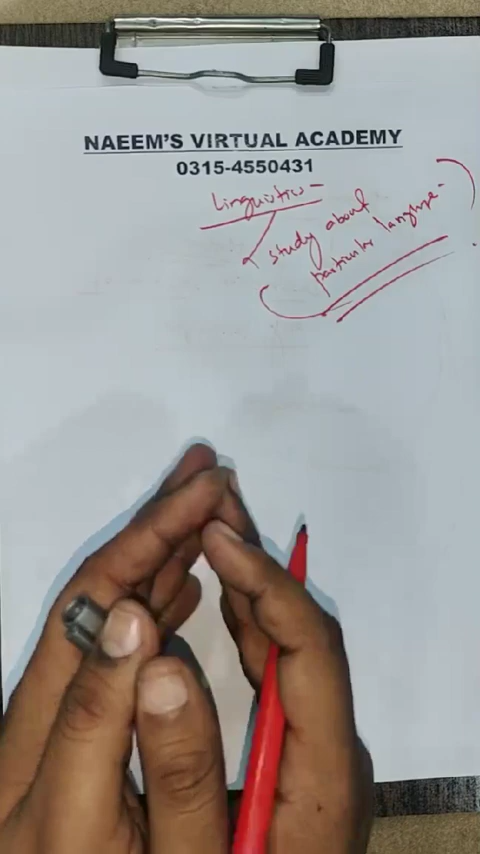 NAEEM'S VIRTUAL ACADEMY
0315-4550431
Linguistics
study about
particular language